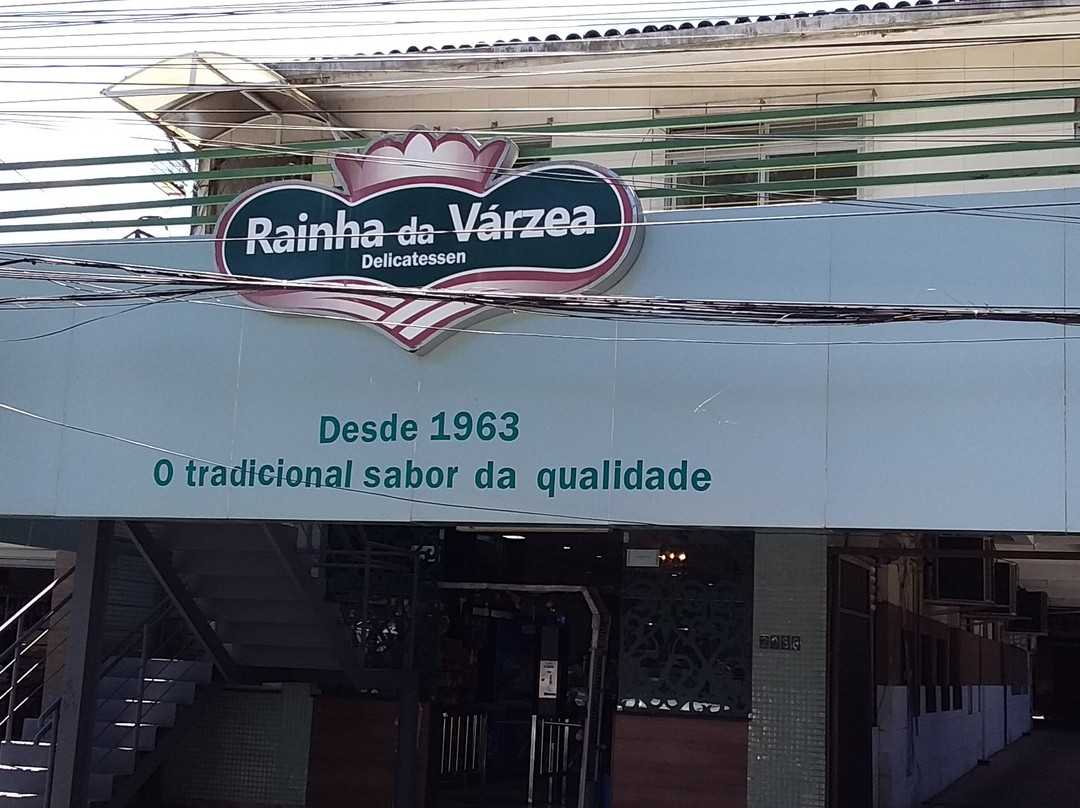 Rainha da Várzea
Delicatessen
Desde 1963
O tradicional sabor da qualidade